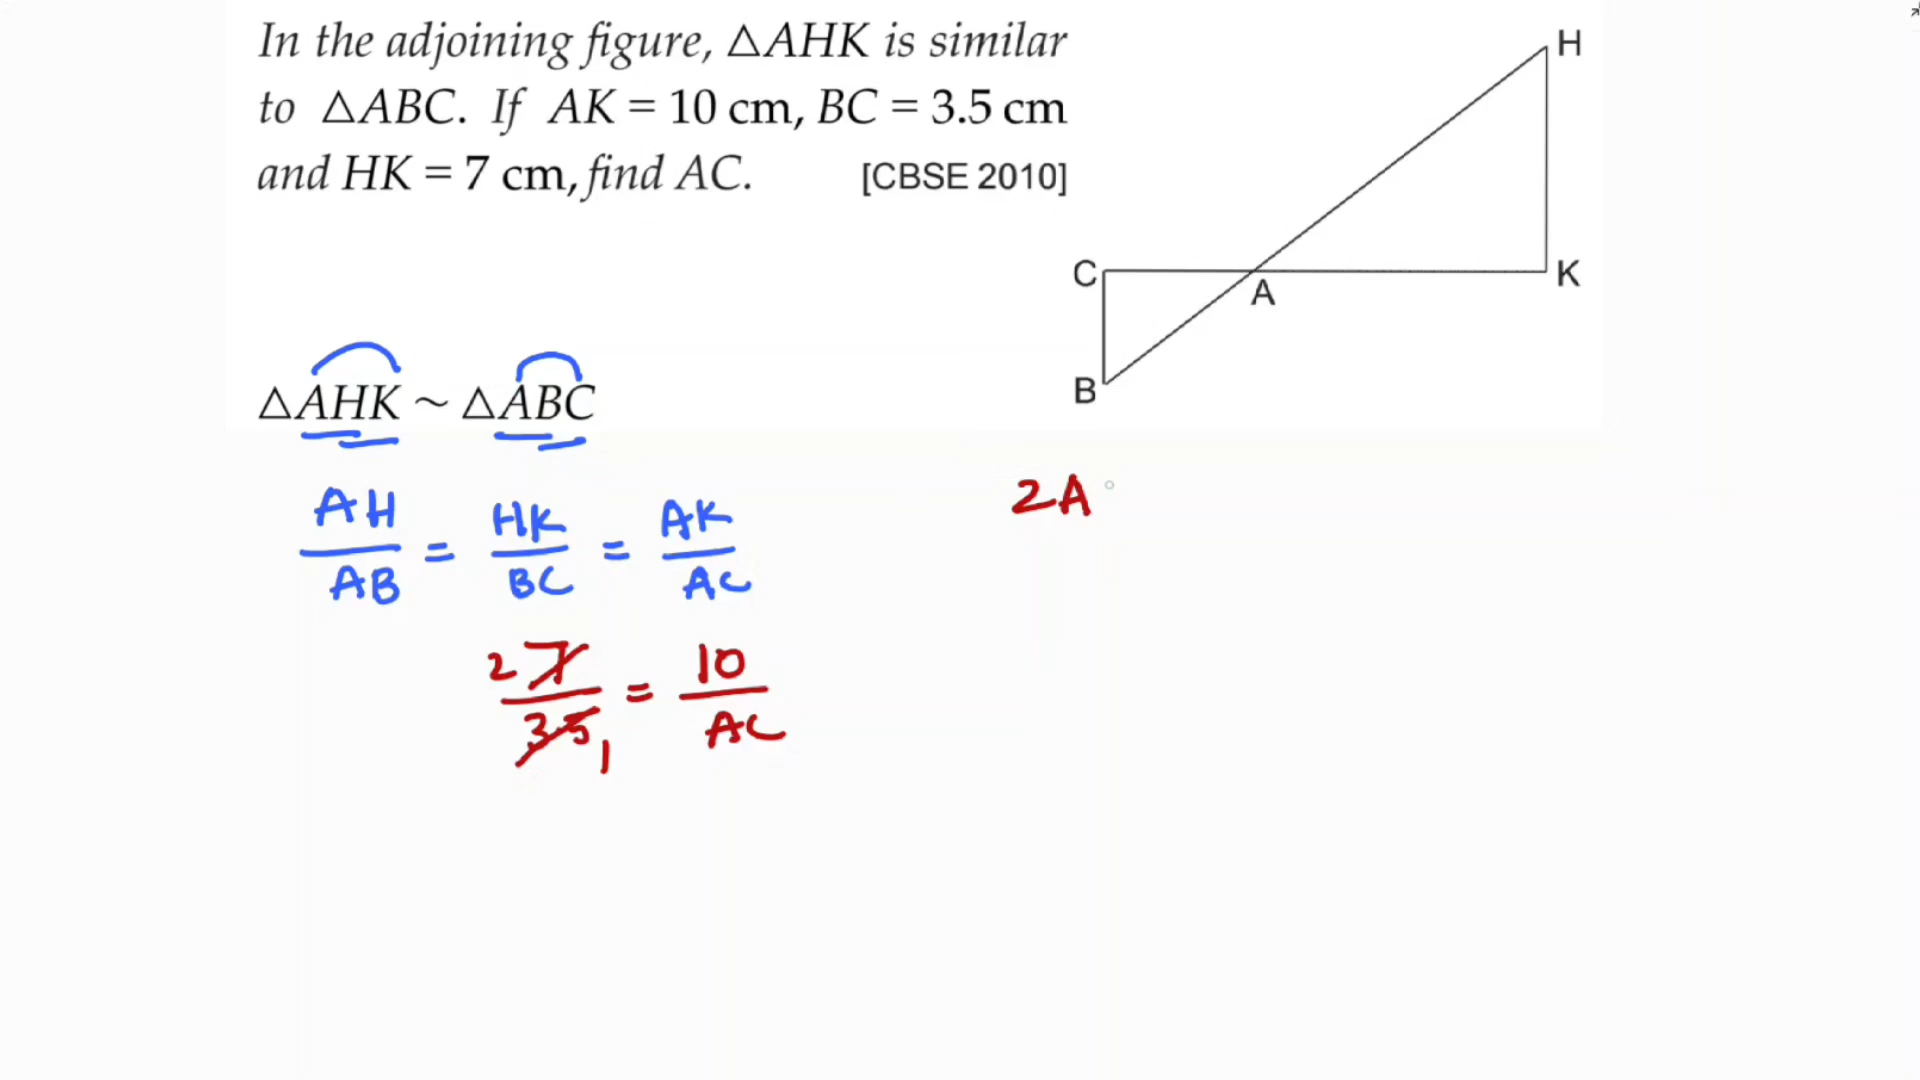 In the adjoining figure, △AHK is similar
to △ABC. If AK = 10 cm, BC = 3.5 cm
and HK = 7 cm, find AC. [CBSE 2010]
H
C
K
A
B
△AHK ~ △ABC
AH/AB = HK/BC = AK/AC
2 7/3.5 1 = 10/AC
2A